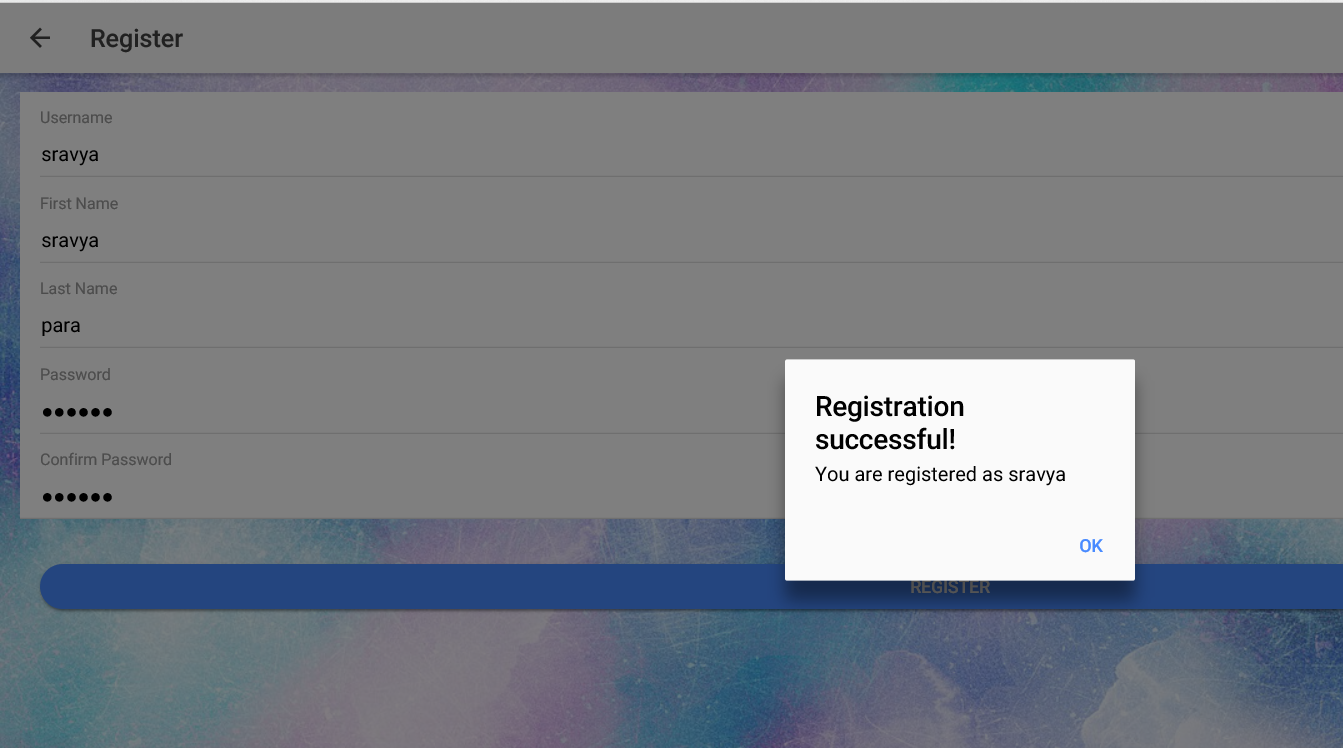 Register
Username
sravya
First Name
sravya
Last Name
para
Password
••••••
Confirm Password
••••••
Registration
successful!
You are registered as sravya
OK
REGISTER